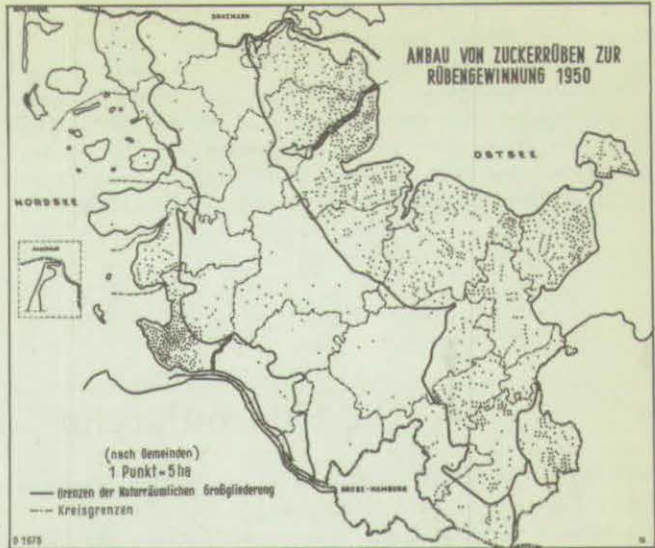 DÄNEMARK
ANBAU VON ZUCKERRÜBEN ZUR
RÜBENGEWINNUNG 1950
OSTSEE
NORDSEE
(nach Gemeinden)
1 Punkt = 5 ha
Grenzen der Naturräumlichen Großgliederung
Kreisgrenzen
GROSS-HAMBURG
D 1678